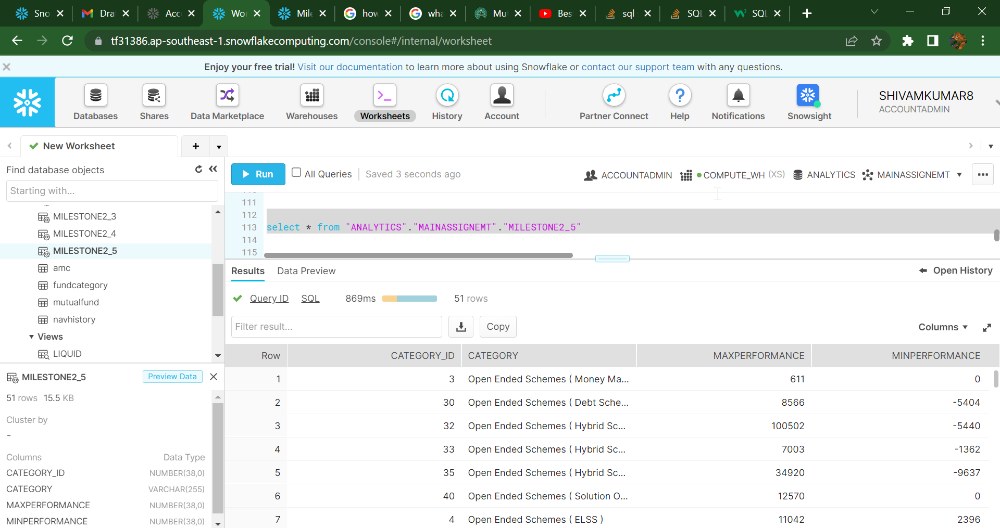 Sno
Dra
Acc
Wo
Mile
how
wha
Mut
Bes
sql
SQL
SQL
tf31386.ap-southeast-1.snowflakecomputing.com/console#/internal/worksheet
Enjoy your free trial! Visit our documentation to learn more about using Snowflake or contact our support team with any questions.
Databases
Shares
Data Marketplace
Warehouses
Worksheets
History
Account
Partner Connect
Help
Notifications
Snowsight
SHIVAMKUMAR8
ACCOUNTADMIN
New Worksheet
Find database objects
Starting with...
MILESTONE2_3
MILESTONE2_4
MILESTONE2_5
amc
fundcategory
mutualfund
navhistory
Views
LIQUID
MILESTONE2_5 Preview Data
51 rows 15.5 KB
Cluster by
-
Columns Data Type
CATEGORY_ID NUMBER(38,0)
CATEGORY VARCHAR(255)
MAXPERFORMANCE NUMBER(38,0)
MINPERFORMANCE NUMBER(38,0)
Run All Queries Saved 3 seconds ago ACCOUNTADMIN COMPUTE_WH (XS) ANALYTICS MAINASSIGNEMT
111
112
113 select * from "ANALYTICS"."MAINASSIGNEMT"."MILESTONE2_5"
114
115
Results Data Preview Open History
Query ID SQL 869ms 51 rows
Filter result... Copy Columns
Row CATEGORY_ID CATEGORY MAXPERFORMANCE MINPERFORMANCE
1 3 Open Ended Schemes ( Money Ma... 611 0
2 30 Open Ended Schemes ( Debt Sche... 8566 -5404
3 32 Open Ended Schemes ( Hybrid Sc... 100502 -5440
4 33 Open Ended Schemes ( Hybrid Sc... 7003 -1362
5 35 Open Ended Schemes ( Hybrid Sc... 34920 -9637
6 40 Open Ended Schemes ( Solution O... 12570 0
7 4 Open Ended Schemes ( ELSS ) 11042 2396